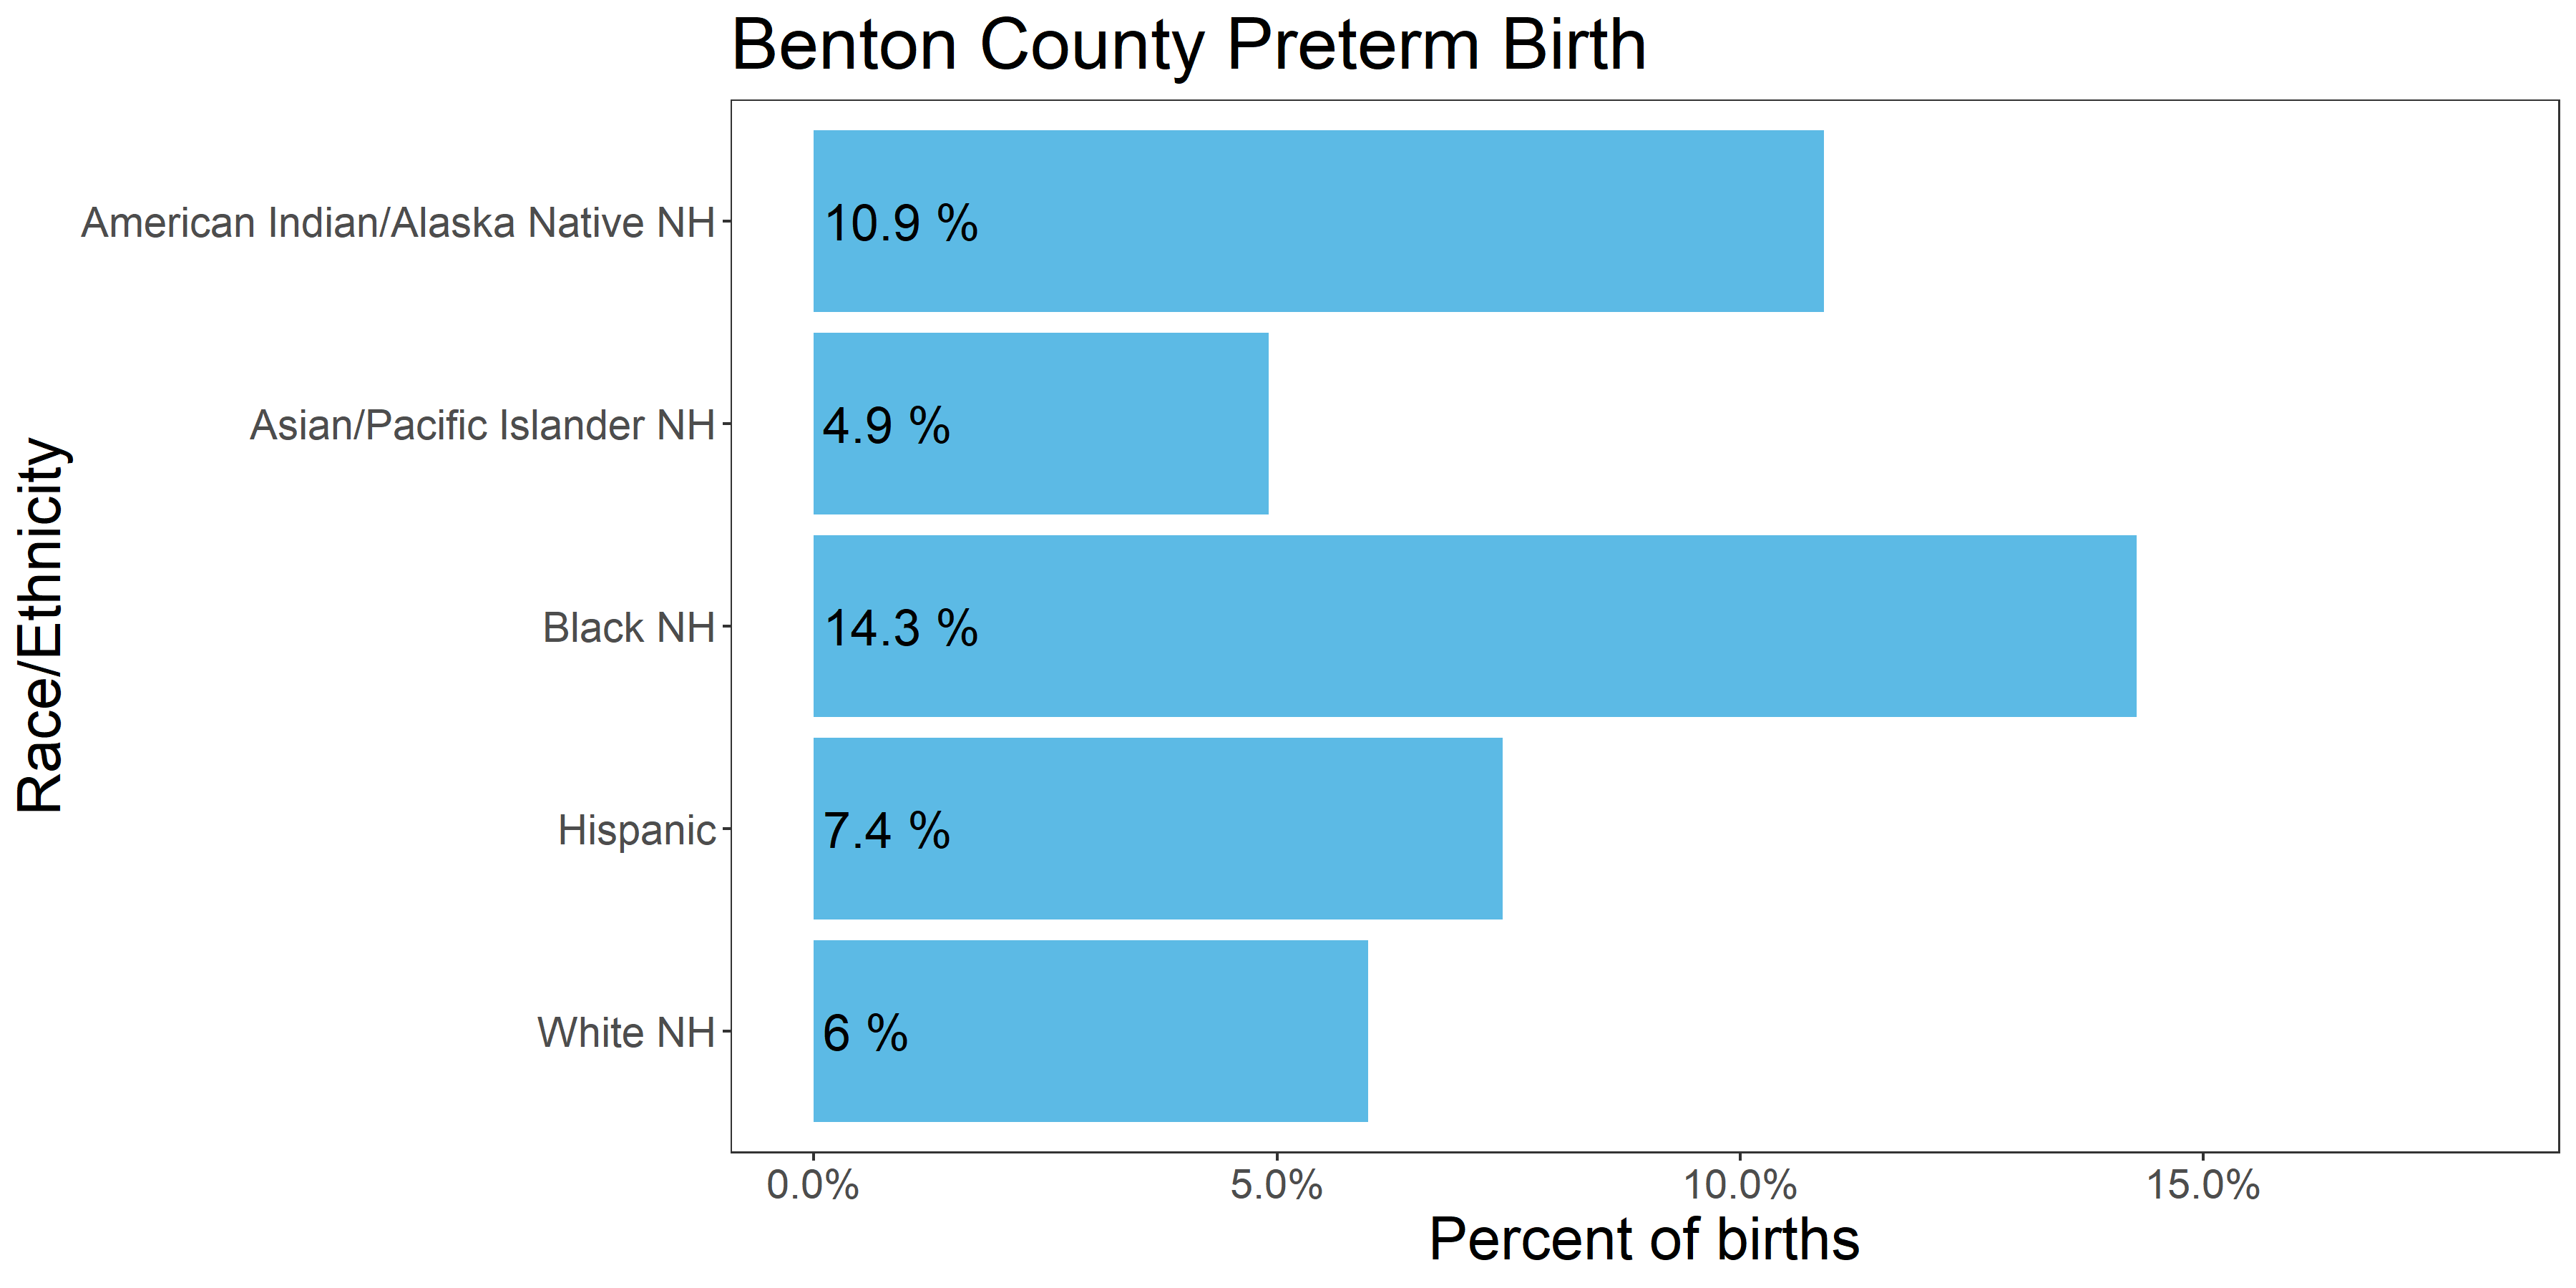 Benton County Preterm Birth
Race/Ethnicity
American Indian/Alaska Native NH
10.9 %
Asian/Pacific Islander NH
4.9 %
Black NH
14.3 %
Hispanic
7.4 %
White NH
6 %
0.0% 5.0% 10.0% 15.0%
Percent of births